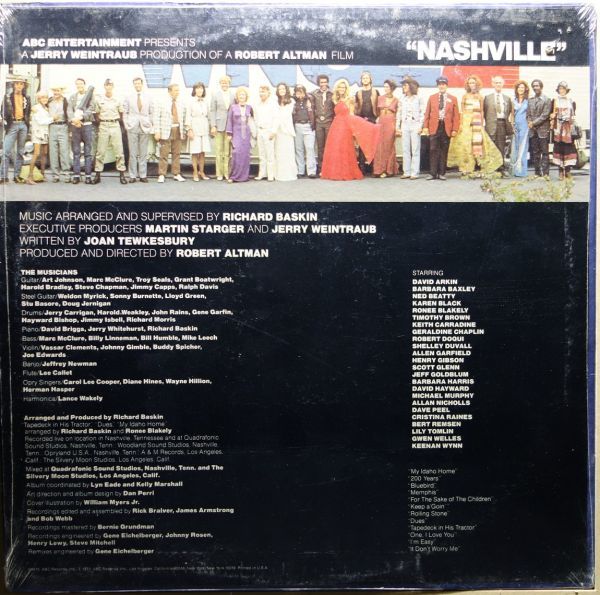 ABC ENTERTAINMENT PRESENTS
A JERRY WEINTRAUB PRODUCTION OF A ROBERT ALTMAN FILM
"NASHVILLE"
MUSIC ARRANGED AND SUPERVISED BY RICHARD BASKIN
EXECUTIVE PRODUCERS MARTIN STARGER AND JERRY WEINTRAUB
WRITTEN BY JOAN TEWKESBURY
PRODUCED AND DIRECTED BY ROBERT ALTMAN
THE MUSICIANS
Guitar/Art Johnson, Marc McClure, Troy Seals, Grant Boatwright,
Harold Bradley, Steve Chapman, Jimmy Capps, Ralph Davis
Steel Guitar/Weldon Myrick, Sonny Burnette, Lloyd Green,
Stu Basore, Doug Jernigan
Drums/Jerry Carrigan, Harold Weakley, John Rains, Gene Garfin,
Hayward Bishop, Jimmy Isbell, Richard Morris
Piano/David Briggs, Jerry Whitehurst, Richard Baskin
Bass/Marc McClure, Billy Linneman, Bill Humble, Mike Leech
Violin/Vassar Clements, Johnny Gimble, Buddy Spicher,
Joe Edwards
Banjo/Jeffrey Newman
Flute/Lee Callet
Opry Singers/Carol Lee Cooper, Diane Hines, Wayne Hillion,
Herman Hasper
Harmonica/Lance Wakely
Arranged and Produced by Richard Baskin
"Tapedeck in His Tractor," "Dues," "My Idaho Home"
arranged by Richard Baskin and Ronee Blakely
Recorded live on location in Nashville, Tennessee and at Quadrafonic
Sound Studios, Nashville, Tenn.: Woodland Sound Studios, Nashville,
Tenn.: Opryland U.S.A., Nashville, Tenn.: A & M Records, Los Angeles,
Calif.: The Silvery Moon Studios, Los Angeles, Calif.
Mixed at Quadrafonic Sound Studios, Nashville, Tenn. and The
Silvery Moon Studios, Los Angeles, Calif.
Album coordinated by Lyn Eade and Kelly Marshall
Art direction and album design by Dan Perri
Cover illustration by William Myers Jr.
Recordings edited and assembled by Rick Bralver, James Armstrong
and Bob Webb
Recordings mastered by Bernie Grundman
Recordings engineered by Gene Eichelberger, Johnny Rosen,
Henry Lewy, Steve Mitchell
Remixes engineered by Gene Eichelberger
STARRING
DAVID ARKIN
BARBARA BAXLEY
NED BEATTY
KAREN BLACK
RONEE BLAKELY
TIMOTHY BROWN
KEITH CARRADINE
GERALDINE CHAPLIN
ROBERT DOQUI
SHELLEY DUVALL
ALLEN GARFIELD
HENRY GIBSON
SCOTT GLENN
JEFF GOLDBLUM
BARBARA HARRIS
DAVID HAYWARD
MICHAEL MURPHY
ALLAN NICHOLLS
DAVE PEEL
CRISTINA RAINES
BERT REMSEN
LILY TOMLIN
GWEN WELLES
KEENAN WYNN
"My Idaho Home"
"200 Years"
"Bluebird"
"Memphis"
"For The Sake of The Children"
"Keep a Goin'"
"Rolling Stone"
"Dues"
"Tapedeck in His Tractor"
"One, I Love You"
"I'm Easy"
"It Don't Worry Me"